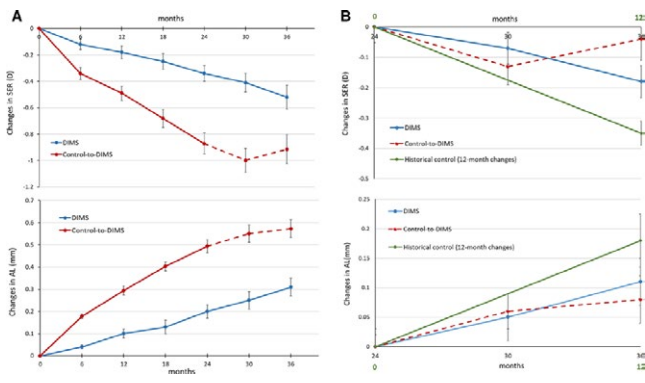 A
months
0 6 12 18 24 30 36
0
-0.2
-0.4
-0.6
-0.8
-1
-1.2
Changes in SER (D)
DIMS
Control-to-DIMS
0.7
0.6
0.5
0.4
0.3
0.2
0.1
0
Changes in AL (mm)
DIMS
Control-to-DIMS
0 6 12 18 24 30 36
months
B
months
0
24 30
0
-0.1
-0.2
-0.3
-0.4
-0.5
Changes in SER (D)
DIMS
Control-to-DIMS
Historical control (12-month changes)
0.25
0.2
0.15
0.1
0.05
0
Changes in AL(mm)
DIMS
Control-to-DIMS
Historical control (12-month changes)
24 30
0
months